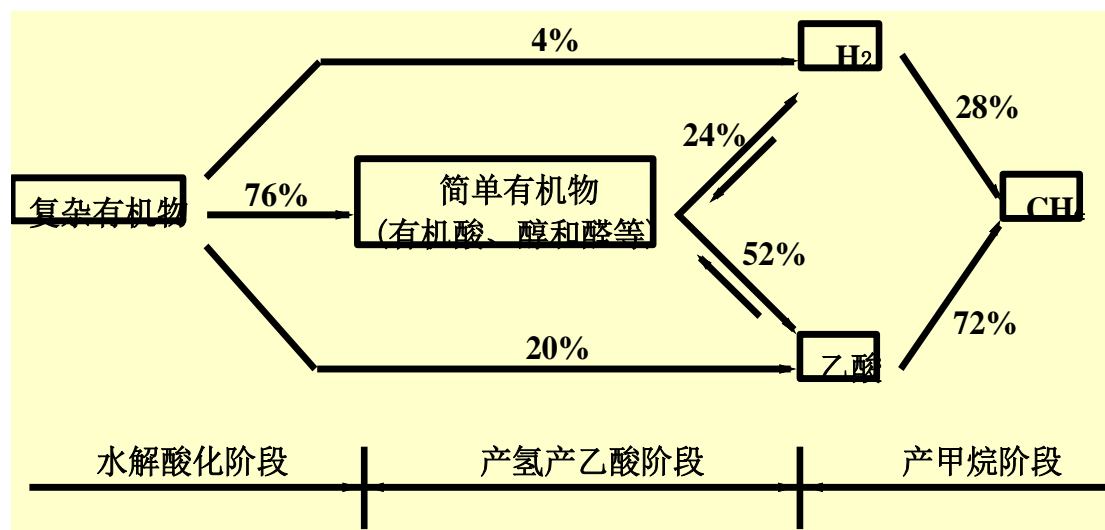 4%
H₂
24%
28%
76%
简单有机物
(有机酸、醇和醛等)
复杂有机物
CH₄
52%
20%
72%
乙酸
水解酸化阶段
产氢产乙酸阶段
产甲烷阶段